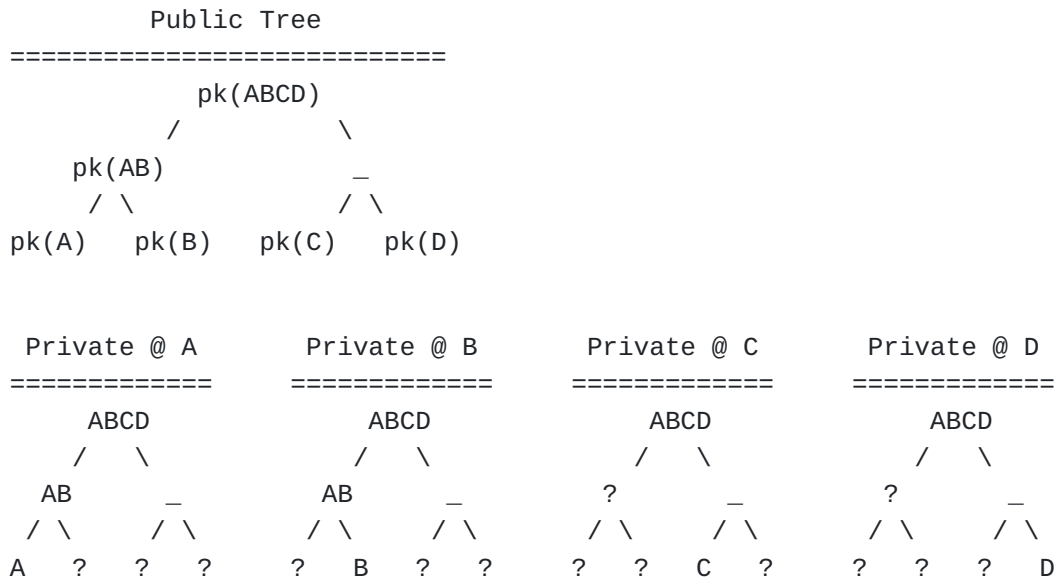 Public Tree
============================
pk(ABCD)
/ \
pk(AB) _
/ \ / \
pk(A) pk(B) pk(C) pk(D)
Private @ A Private @ B Private @ C Private @ D
============= ============= ============= =============
ABCD ABCD ABCD ABCD
/ \ / \ / \ / \
AB _ AB _ ? _ ? _
/ \ / \ / \ / \ / \ / \ / \ / \
A ? ? ? ? B ? ? ? ? C ? ? ? ? D